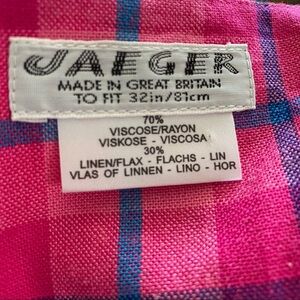 JAEGER
MADE IN GREAT BRITAIN
TO FIT 32in/81cm
70%
VISCOSE/RAYON
VISKOSE - VISCOSA
30%
LINEN/FLAX - FLACHS - LIN
VLAS OF LINNEN - LINO - HOR